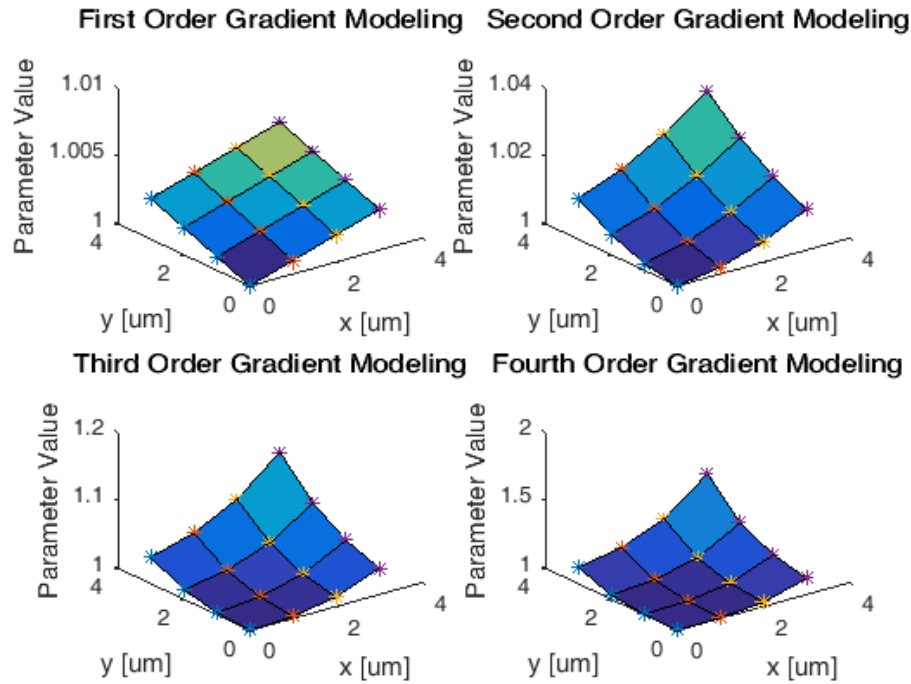 First Order Gradient Modeling
Parameter Value
1.01
1.005
1
4
2
0
y [um]
0
2
4
x [um]
Second Order Gradient Modeling
Parameter Value
1.04
1.02
1
4
2
0
y [um]
0
2
4
x [um]
Third Order Gradient Modeling
Parameter Value
1.2
1.1
1
4
2
0
y [um]
0
2
4
x [um]
Fourth Order Gradient Modeling
Parameter Value
2
1.5
1
4
2
0
y [um]
0
2
4
x [um]